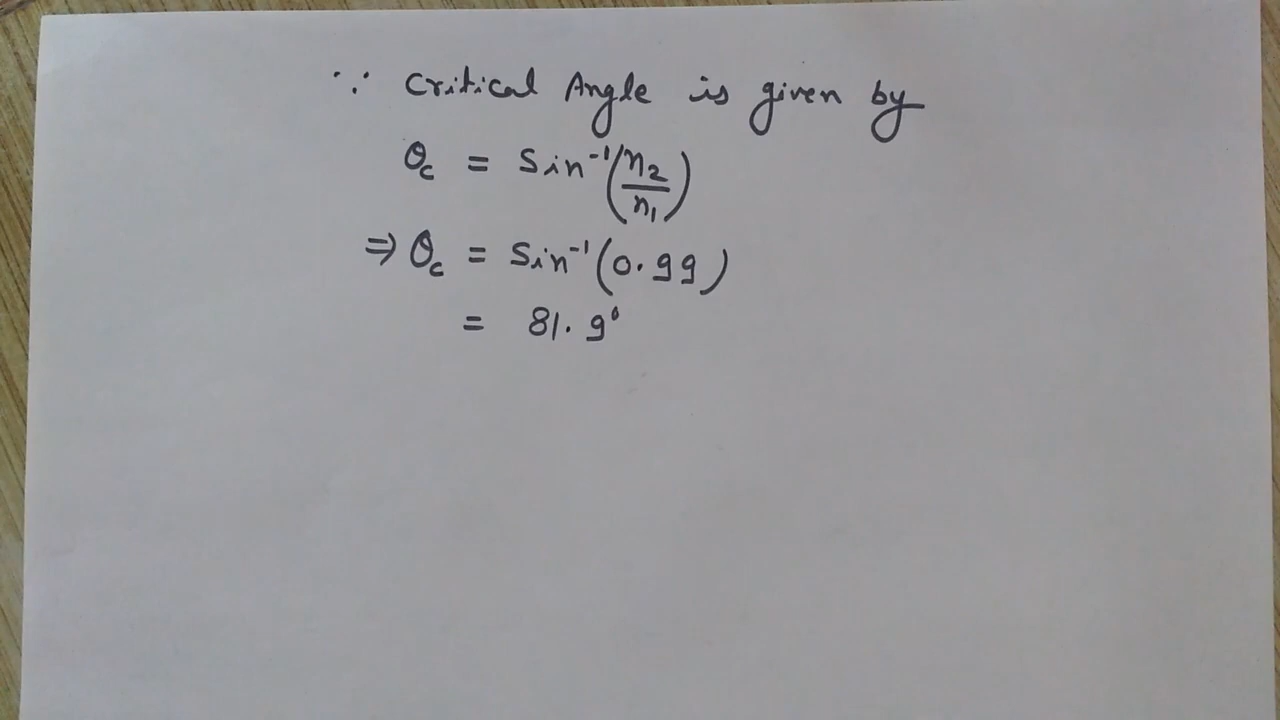 ∵ Critical Angle is given by
θc = Sin⁻¹(n₂/n₁)
⇒ θc = Sin⁻¹(0.99)
= 81.9°